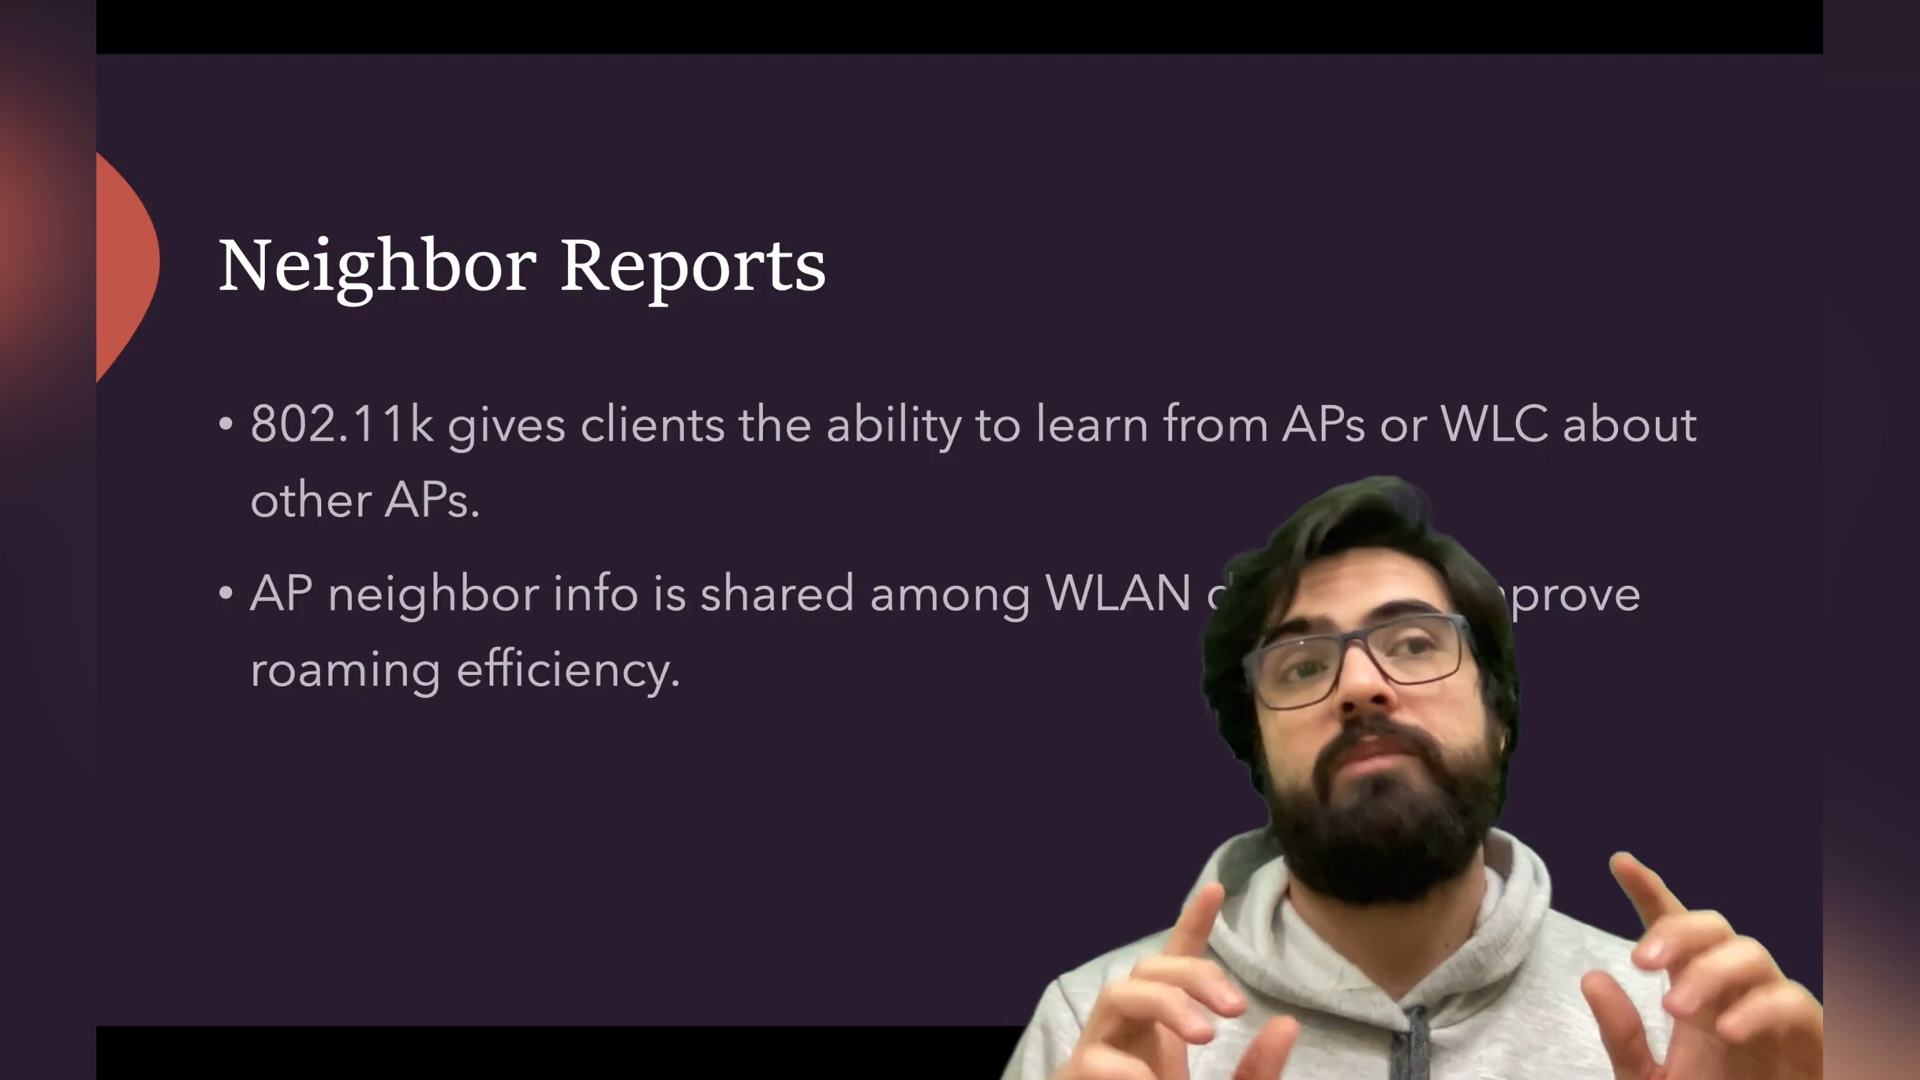 Neighbor Reports
• 802.11k gives clients the ability to learn from APs or WLC about
other APs.
• AP neighbor info is shared among WLAN
roaming efficiency.